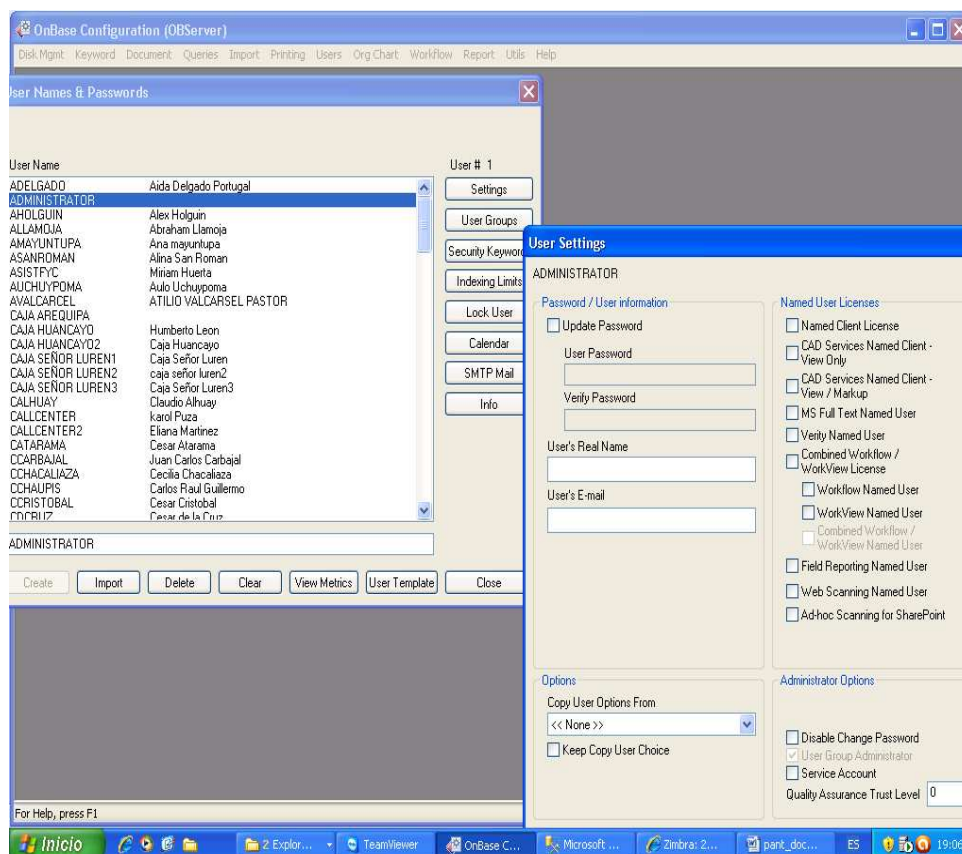 OnBase Configuration (OBServer)
Disk Mgmt Keyword Document Queries Import Printing Users Org Chart Workflow Report Utils Help
User Names & Passwords
User Name
User # 1
ADELGADO Aida Delgado Portugal
ADMINISTRATOR
AHOLGUIN Alex Holguin
ALLAMOJA Abraham Llamoja
AMAYUNTUPA Ana mayuntupa
ASANROMAN Alina San Roman
ASISTFYC Miriam Huerta
AUCHUYPOMA Aulo Uchuypoma
AVALCARCEL ATILIO VALCARSEL PASTOR
CAJA AREQUIPA
CAJA HUANCAYO Humberto Leon
CAJA HUANCAYO2 Caja Huancayo
CAJA SEÑOR LUREN1 Caja Señor Luren
CAJA SEÑOR LUREN2 caja señor luren2
CAJA SEÑOR LUREN3 Caja Señor Luren3
CALHUAY Claudio Alhuay
CALLCENTER karol Puza
CALLCENTER2 Eliana Martinez
CATARAMA Cesar Atarama
CCARBAJAL Juan Carlos Carbajal
CCHACALIAZA Cecilia Chacaliaza
CCHAUPIS Carlos Raul Guillermo
CCRISTOBAL Cesar Cristobal
CDCRUZ Cesar de la Cruz
Settings
User Groups
Security Keyword
Indexing Limits
Lock User
Calendar
SMTP Mail
Info
ADMINISTRATOR
Create Import Delete Clear View Metrics User Template Close
User Settings
ADMINISTRATOR
Password / User information
Update Password
User Password
Verify Password
User's Real Name
User's E-mail
Named User Licenses
Named Client License
CAD Services Named Client -
View Only
CAD Services Named Client -
View / Markup
MS Full Text Named User
Verity Named User
Combined Workflow /
WorkView License
Workflow Named User
WorkView Named User
Combined Workflow /
WorkView Named User
Field Reporting Named User
Web Scanning Named User
Ad-hoc Scanning for SharePoint
Options
Copy User Options From
<< None >>
Keep Copy User Choice
Administrator Options
Disable Change Password
User Group Administrator
Service Account
Quality Assurance Trust Level 0
For Help, press F1
Inicio 2 Explor... TeamViewer OnBase C... Microsoft ... Zimbra: 2... pant_doc... ES 19:06